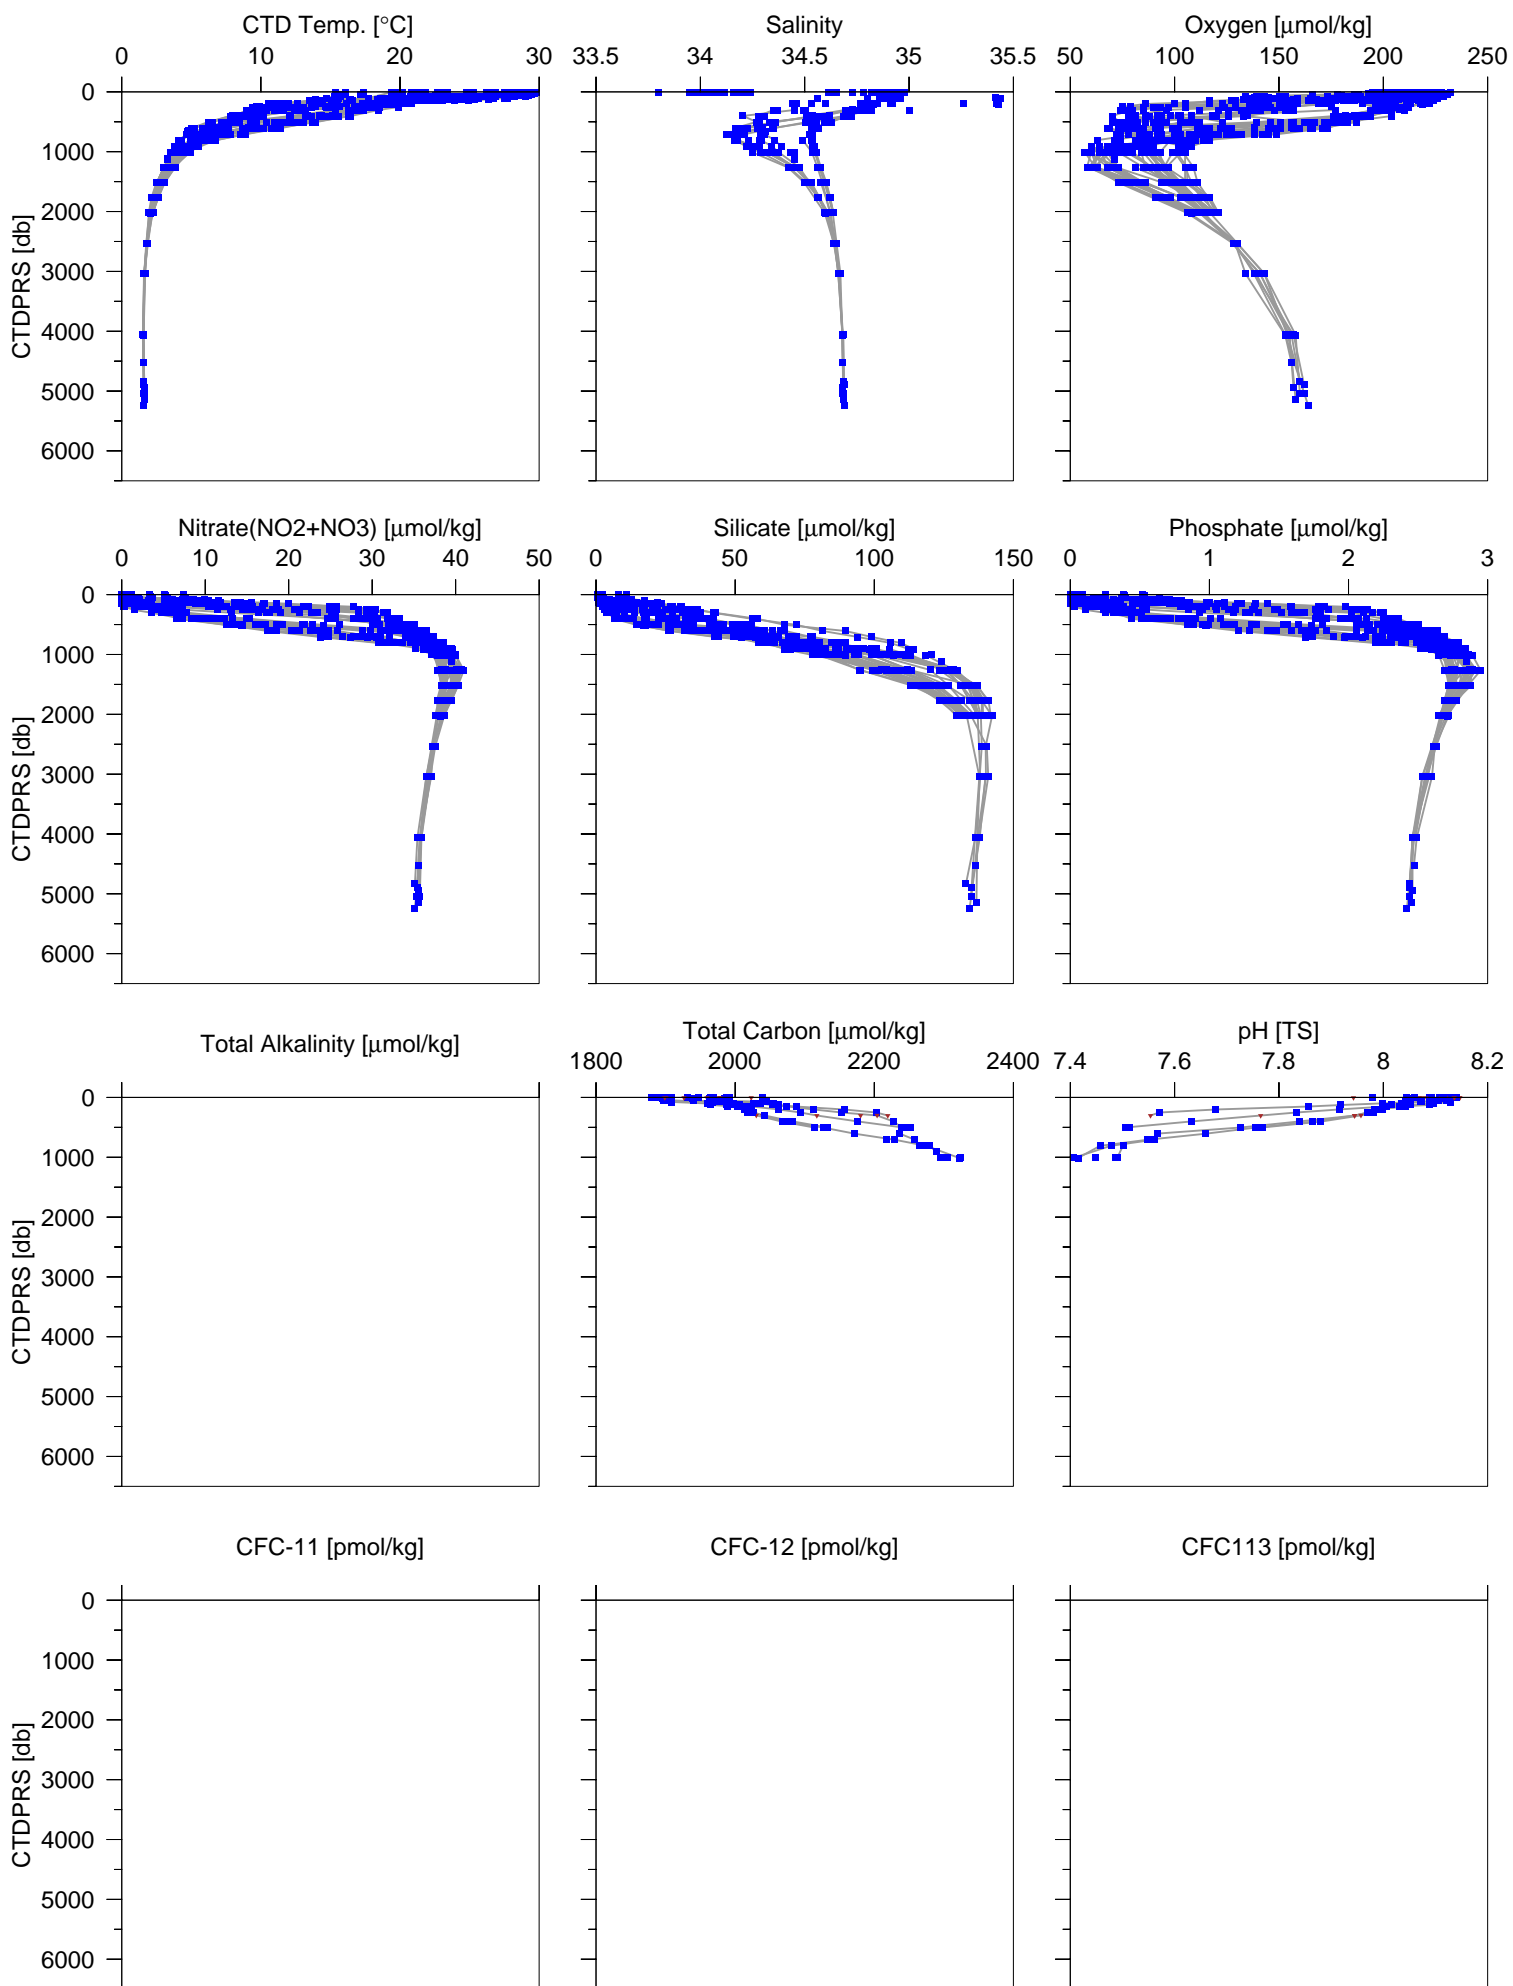 CTD Temp. [°C] Salinity Oxygen [μmol/kg]
0 10 20 30 33.5 34 34.5 35 35.5 50 100 150 200 250
0
1000
2000
3000
4000
5000
6000
CTDPRS [db]
Nitrate(NO2+NO3) [μmol/kg] Silicate [μmol/kg] Phosphate [μmol/kg]
0 10 20 30 40 50 0 50 100 150 0 1 2 3
0
1000
2000
3000
4000
5000
6000
CTDPRS [db]
Total Alkalinity [μmol/kg] Total Carbon [μmol/kg] pH [TS]
1800 2000 2200 2400 7.4 7.6 7.8 8 8.2
0
1000
2000
3000
4000
5000
6000
CTDPRS [db]
CFC-11 [pmol/kg] CFC-12 [pmol/kg] CFC113 [pmol/kg]
0
1000
2000
3000
4000
5000
6000
CTDPRS [db]